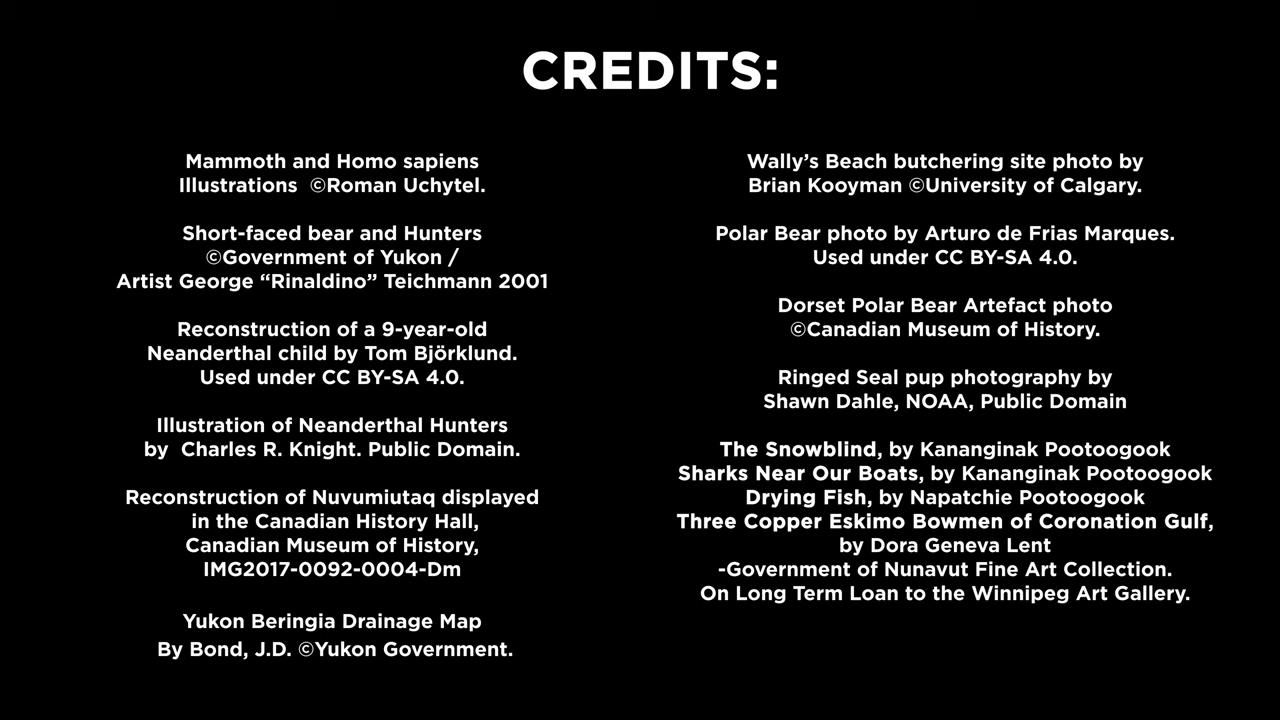 CREDITS:
Mammoth and Homo sapiens
Illustrations ©Roman Uchytel.
Short-faced bear and Hunters
©Government of Yukon /
Artist George “Rinaldino” Teichmann 2001
Reconstruction of a 9-year-old
Neanderthal child by Tom Björklund.
Used under CC BY-SA 4.0.
Illustration of Neanderthal Hunters
by Charles R. Knight. Public Domain.
Reconstruction of Nuvumiutaq displayed
in the Canadian History Hall,
Canadian Museum of History,
IMG2017-0092-0004-Dm
Yukon Beringia Drainage Map
By Bond, J.D. ©Yukon Government.
Wally’s Beach butchering site photo by
Brian Kooyman ©University of Calgary.
Polar Bear photo by Arturo de Frias Marques.
Used under CC BY-SA 4.0.
Dorset Polar Bear Artefact photo
©Canadian Museum of History.
Ringed Seal pup photography by
Shawn Dahle, NOAA, Public Domain
The Snowblind, by Kananginak Pootoogook
Sharks Near Our Boats, by Kananginak Pootoogook
Drying Fish, by Napatchie Pootoogook
Three Copper Eskimo Bowmen of Coronation Gulf,
by Dora Geneva Lent
-Government of Nunavut Fine Art Collection.
On Long Term Loan to the Winnipeg Art Gallery.